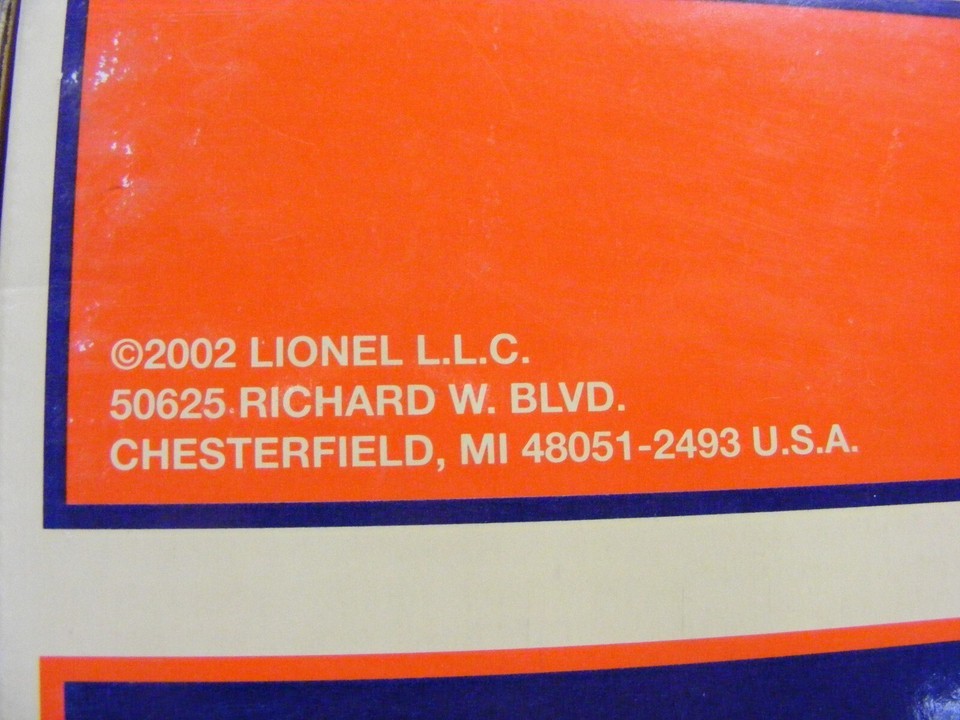 ©2002 LIONEL L.L.C.
50625 RICHARD W. BLVD.
CHESTERFIELD, MI 48051-2493 U.S.A.